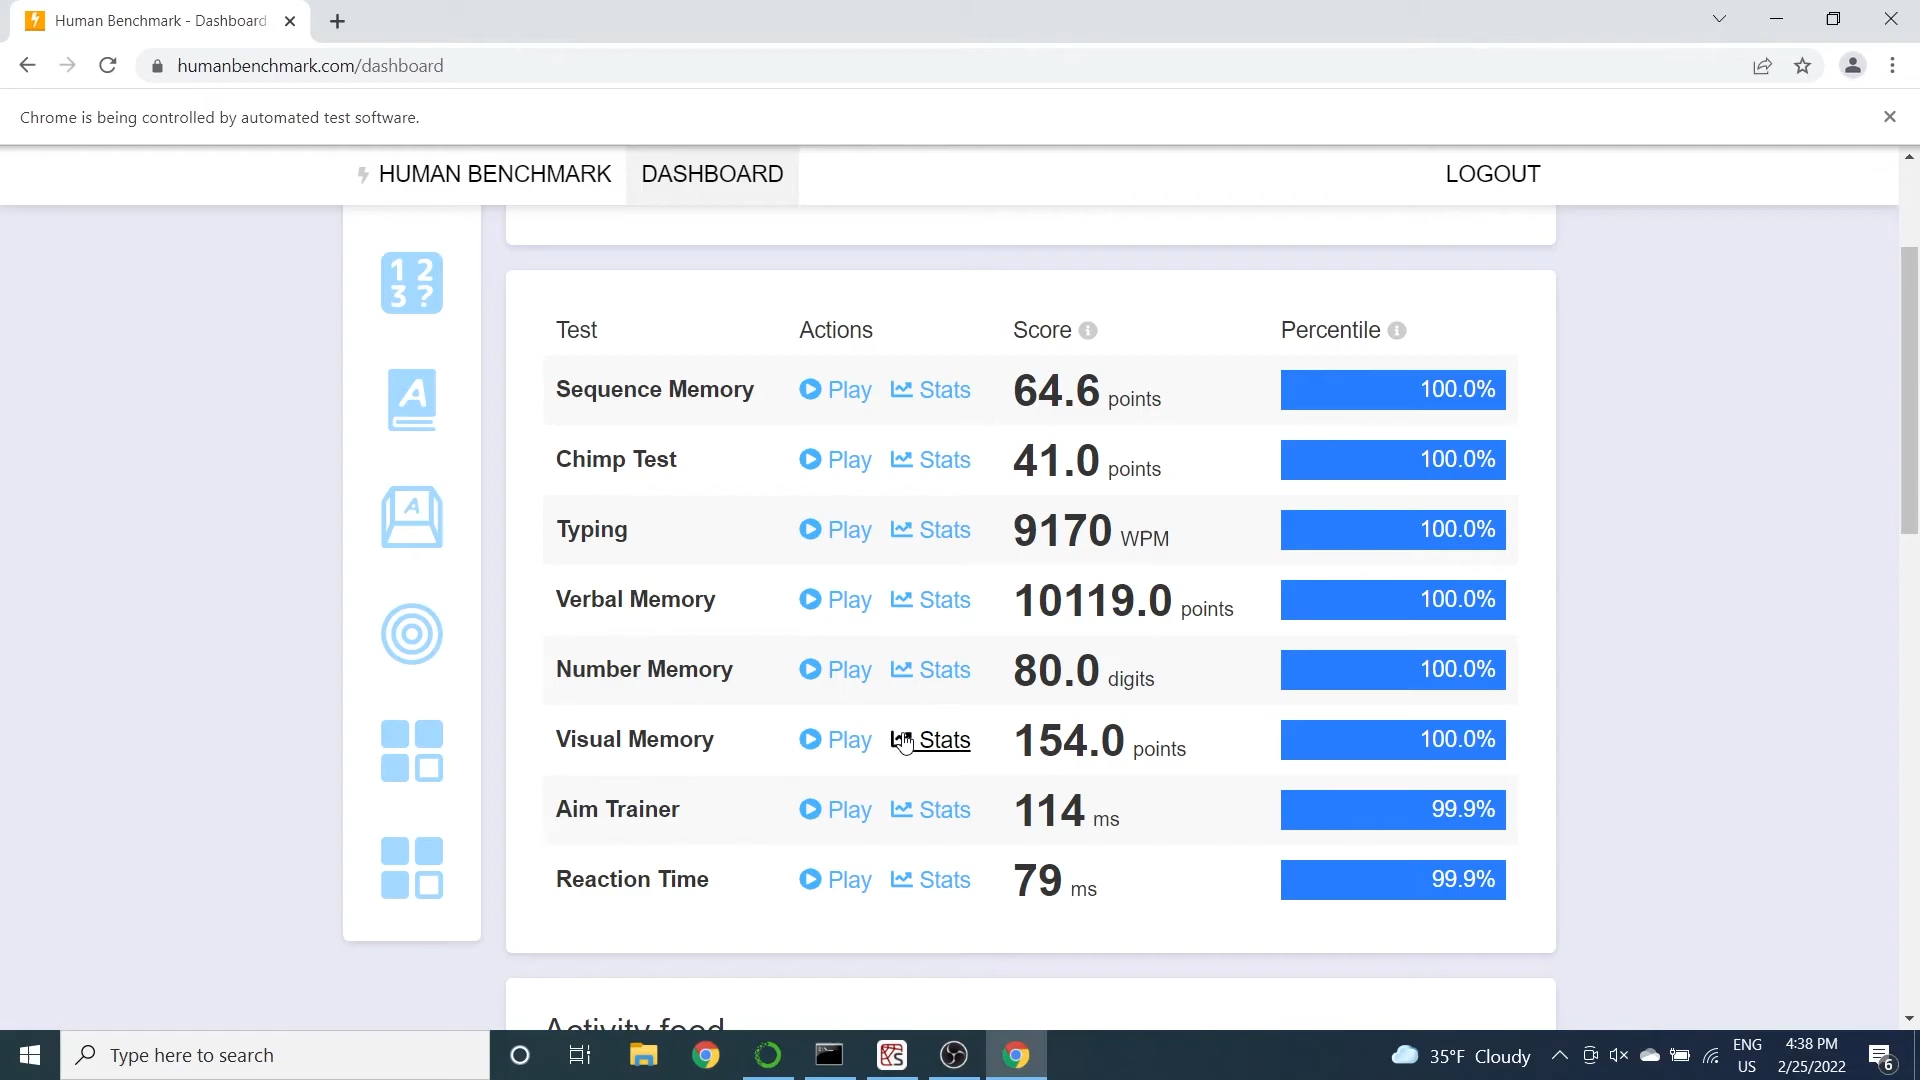 Human Benchmark - Dashboard
humanbenchmark.com/dashboard
Chrome is being controlled by automated test software.
HUMAN BENCHMARK DASHBOARD LOGOUT
1 2
3 ?
A
A
Test Actions Score Percentile
Sequence Memory Play Stats 64.6 points 100.0%
Chimp Test Play Stats 41.0 points 100.0%
Typing Play Stats 9170 WPM 100.0%
Verbal Memory Play Stats 10119.0 points 100.0%
Number Memory Play Stats 80.0 digits 100.0%
Visual Memory Play Stats 154.0 points 100.0%
Aim Trainer Play Stats 114 ms 99.9%
Reaction Time Play Stats 79 ms 99.9%
Activity feed
Type here to search
35°F Cloudy
ENG
US
4:38 PM
2/25/2022
6